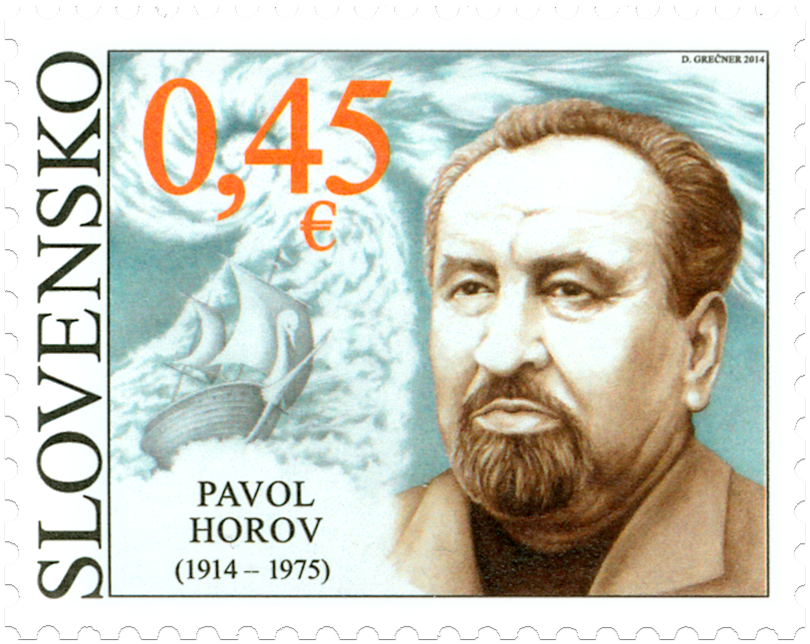 SLOVENSKO
D. GREČNER 2014
0,45
€
PAVOL
HOROV
(1914 – 1975)